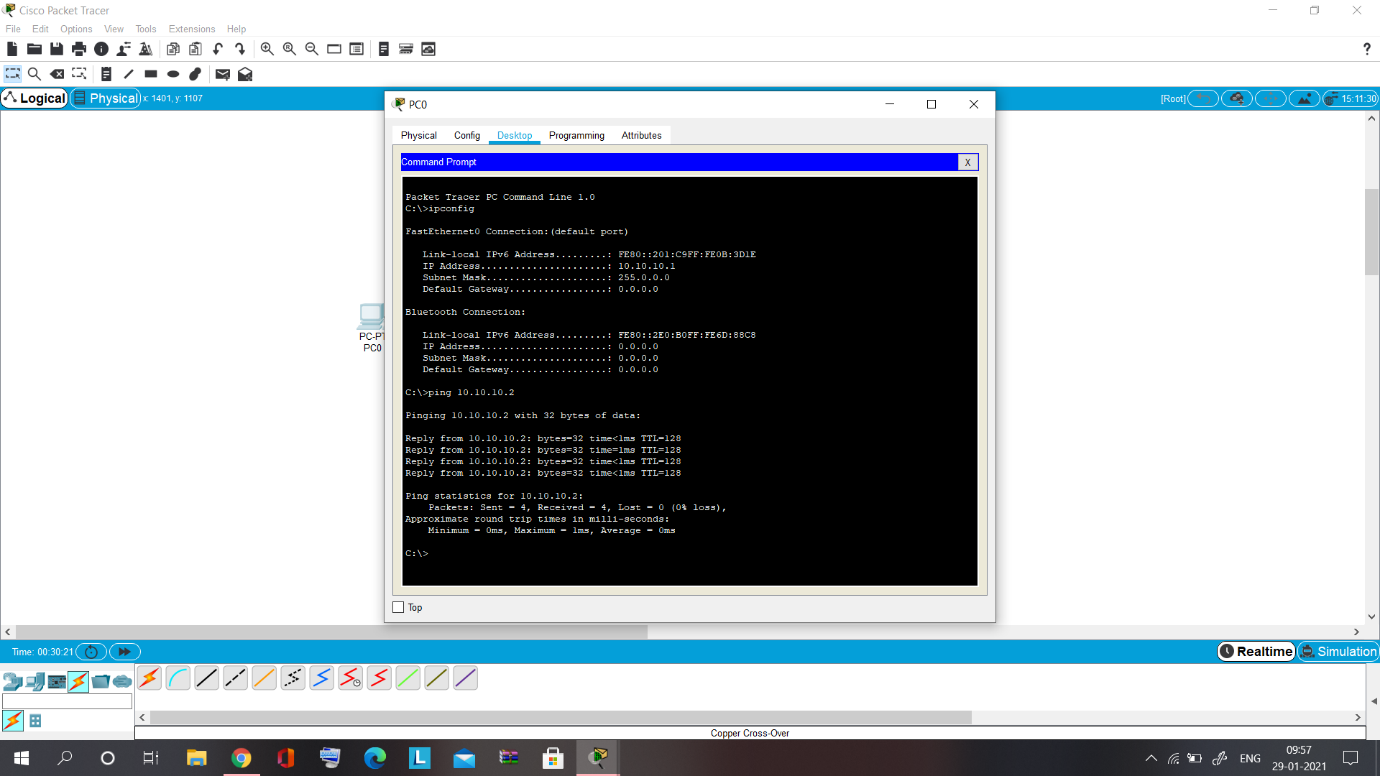 Cisco Packet Tracer
File Edit Options View Tools Extensions Help
?
Logical Physical x: 1401, y: 1107 [Root] 15:11:30
PC0
Physical Config Desktop Programming Attributes
Command Prompt X
Packet Tracer PC Command Line 1.0
C:\>ipconfig
FastEthernet0 Connection:(default port)
Link-local IPv6 Address.........: FE80::201:C9FF:FE0B:3D1E
IP Address......................: 10.10.10.1
Subnet Mask.....................: 255.0.0.0
Default Gateway.................: 0.0.0.0
Bluetooth Connection:
Link-local IPv6 Address.........: FE80::2E0:B0FF:FE6D:88C8
IP Address......................: 0.0.0.0
Subnet Mask.....................: 0.0.0.0
Default Gateway.................: 0.0.0.0
C:\>ping 10.10.10.2
Pinging 10.10.10.2 with 32 bytes of data:
Reply from 10.10.10.2: bytes=32 time<1ms TTL=128
Reply from 10.10.10.2: bytes=32 time=1ms TTL=128
Reply from 10.10.10.2: bytes=32 time<1ms TTL=128
Reply from 10.10.10.2: bytes=32 time<1ms TTL=128
Ping statistics for 10.10.10.2:
Packets: Sent = 4, Received = 4, Lost = 0 (0% loss),
Approximate round trip times in milli-seconds:
Minimum = 0ms, Maximum = 1ms, Average = 0ms
C:\>
Top
PC-PT
PC0
Time: 00:30:21 Realtime Simulation
Copper Cross-Over
L ENG 09:57
29-01-2021